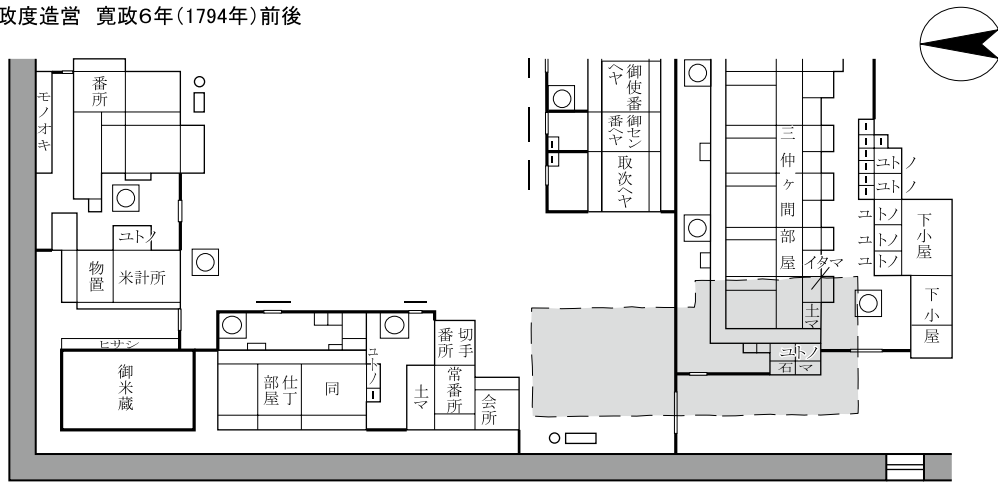 政度造営 寛政6年(1794年)前後
番所
モノオキ
ユトノ
物置
米計所
ヒサシ
御米蔵
仕丁部屋
同
ユトノ
土マ
切手番所
常番所
会所
御使番ヘヤ
御セン番ヘヤ
取次ヘヤ
三仲ヶ間部屋
イタマ
土マ
ユトノ
石マ
ユトノ
ユトノ
ユトノ
ユトノ
ユトノ
下小屋
下小屋